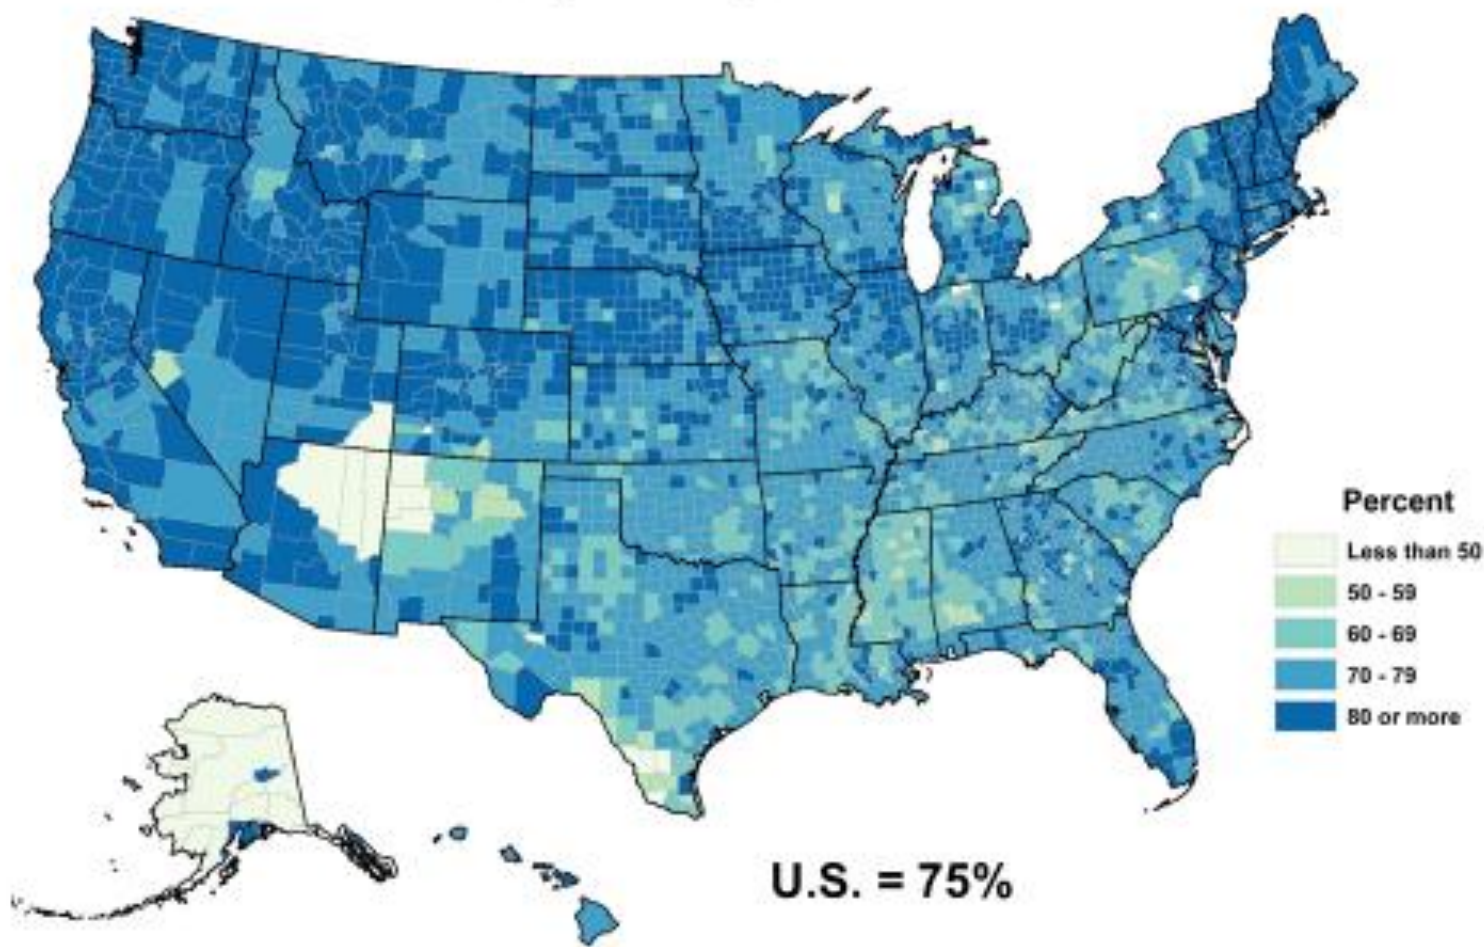 Percent
Less than 50
50 - 59
60 - 69
70 - 79
80 or more
U.S. = 75%